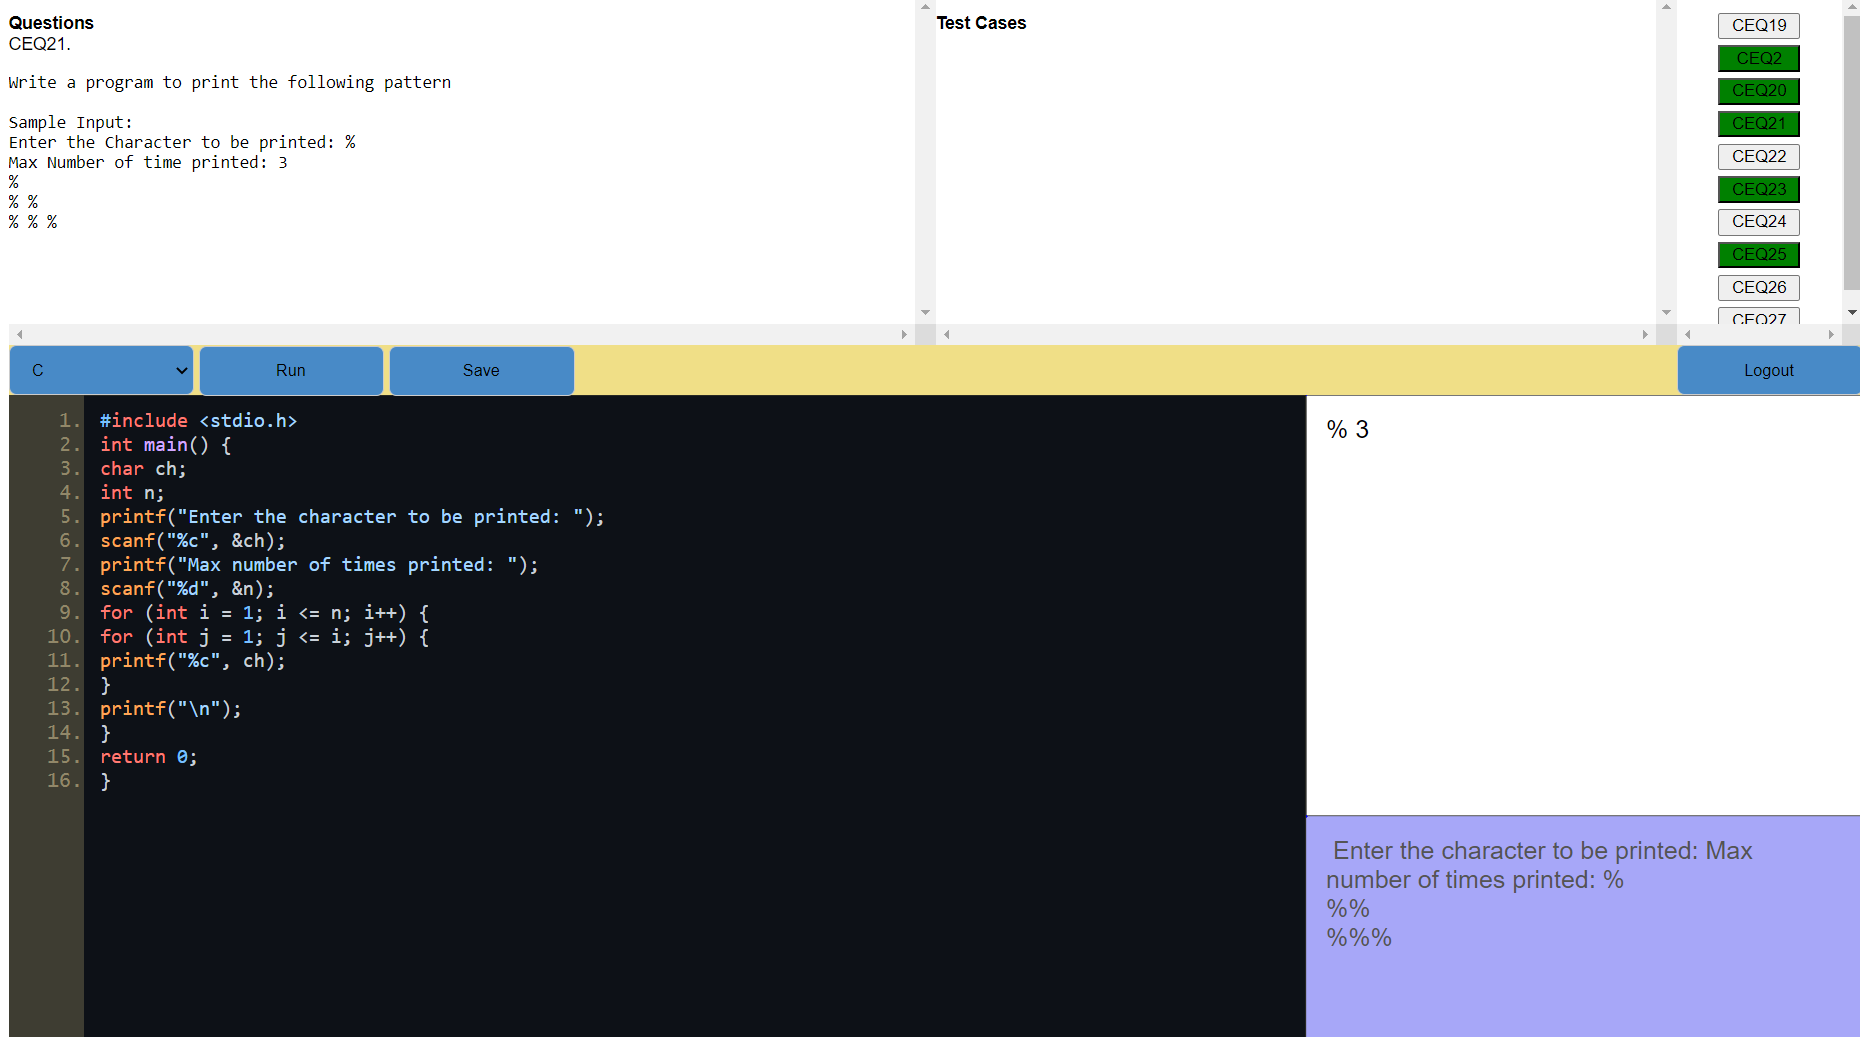 Questions
CEQ21.
Write a program to print the following pattern
Sample Input:
Enter the Character to be printed: %
Max Number of time printed: 3
%
% %
% % %
Test Cases
CEQ19
CEQ2
CEQ20
CEQ21
CEQ22
CEQ23
CEQ24
CEQ25
CEQ26
CEQ27
C
Run
Save
Logout
1. #include <stdio.h>
2. int main() {
3. char ch;
4. int n;
5. printf("Enter the character to be printed: ");
6. scanf("%c", &ch);
7. printf("Max number of times printed: ");
8. scanf("%d", &n);
9. for (int i = 1; i <= n; i++) {
10. for (int j = 1; j <= i; j++) {
11. printf("%c", ch);
12. }
13. printf("\n");
14. }
15. return 0;
16. }
% 3
Enter the character to be printed: Max
number of times printed: %
%%
%%%